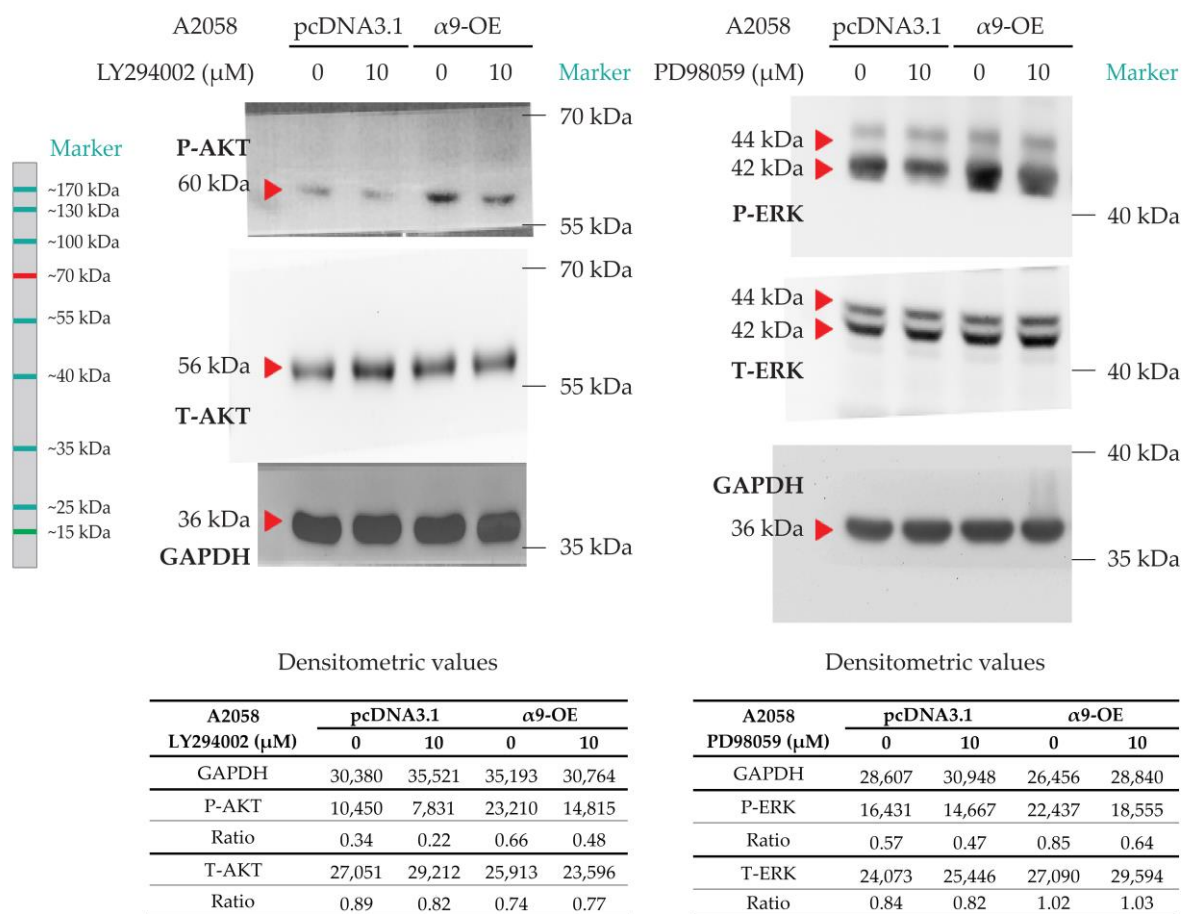 A2058 pcDNA3.1 α9-OE
LY294002 (μM) 0 10 0 10 Marker
70 kDa
P-AKT
60 kDa
55 kDa
70 kDa
56 kDa
55 kDa
T-AKT
36 kDa
35 kDa
GAPDH
Marker
~170 kDa
~130 kDa
~100 kDa
~70 kDa
~55 kDa
~40 kDa
~35 kDa
~25 kDa
~15 kDa
A2058 pcDNA3.1 α9-OE
PD98059 (μM) 0 10 0 10 Marker
44 kDa
42 kDa
P-ERK
40 kDa
44 kDa
42 kDa
T-ERK
40 kDa
40 kDa
GAPDH
36 kDa
35 kDa
Densitometric values
A2058 pcDNA3.1 α9-OE
LY294002 (μM) 0 10 0 10
GAPDH 30,380 35,521 35,193 30,764
P-AKT 10,450 7,831 23,210 14,815
Ratio 0.34 0.22 0.66 0.48
T-AKT 27,051 29,212 25,913 23,596
Ratio 0.89 0.82 0.74 0.77
Densitometric values
A2058 pcDNA3.1 α9-OE
PD98059 (μM) 0 10 0 10
GAPDH 28,607 30,948 26,456 28,840
P-ERK 16,431 14,667 22,437 18,555
Ratio 0.57 0.47 0.85 0.64
T-ERK 24,073 25,446 27,090 29,594
Ratio 0.84 0.82 1.02 1.03